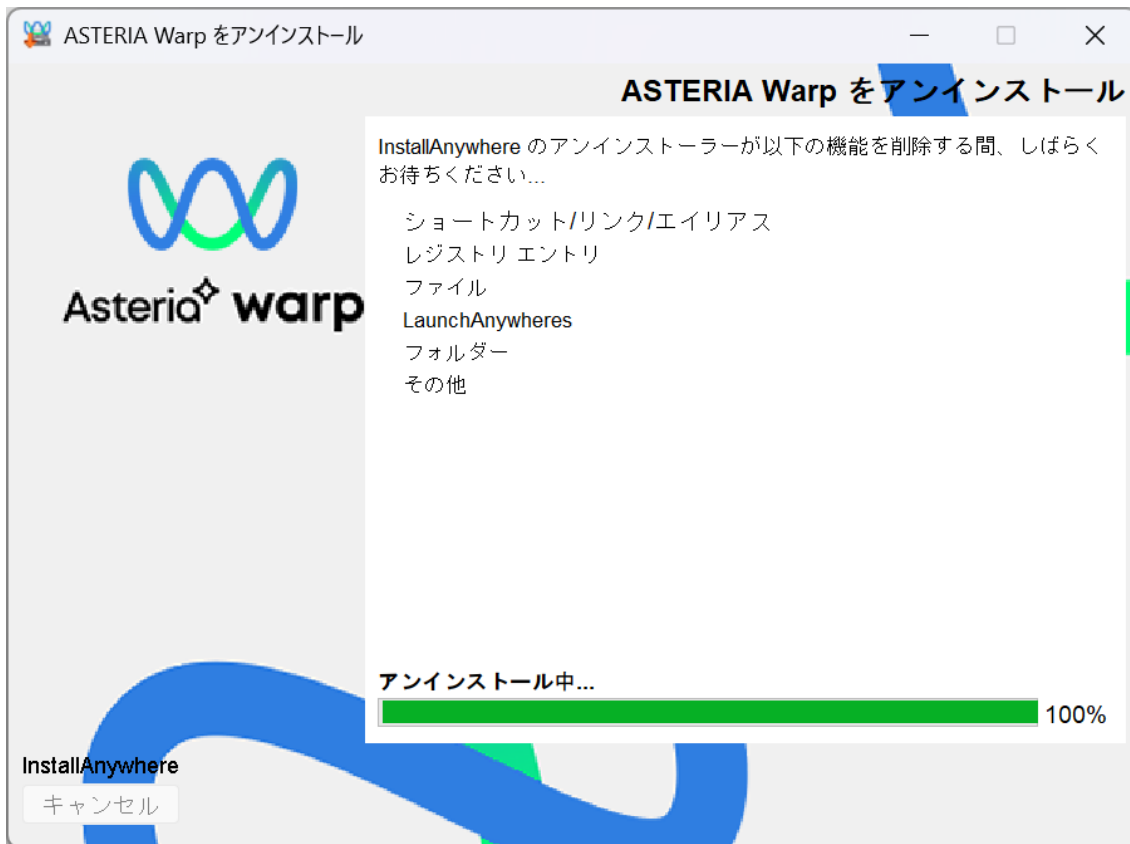 ASTERIA Warp をアンインストール
ASTERIA Warp をアンインストール
Asteria warp
InstallAnywhere のアンインストーラーが以下の機能を削除する間、しばらく
お待ちください...
ショートカット/リンク/エイリアス
レジストリ エントリ
ファイル
LaunchAnywheres
フォルダー
その他
アンインストール中...
100%
InstallAnywhere
キャンセル